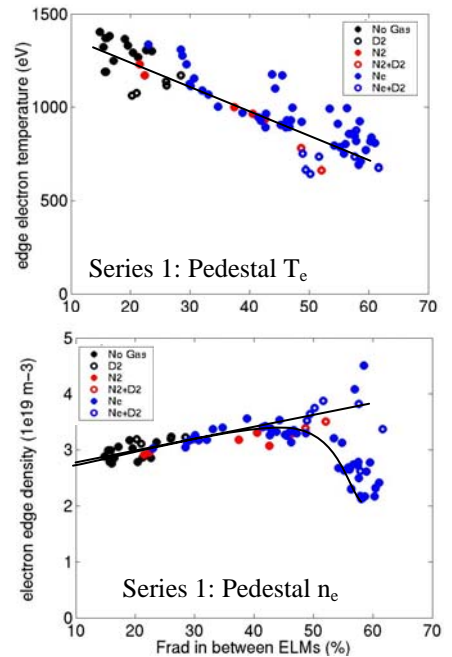 1500
1000
500
0
edge electron temperature (eV)
No Gas
D2
N2
N2+D2
Ne
Ne+D2
Series 1: Pedestal Te
10 20 30 40 50 60 70
5
4
3
2
1
0
electron edge density (1e19 m-3)
No Gas
D2
N2
N2+D2
Ne
Ne+D2
Series 1: Pedestal ne
10 20 30 40 50 60 70
Frad in between ELMs (%)